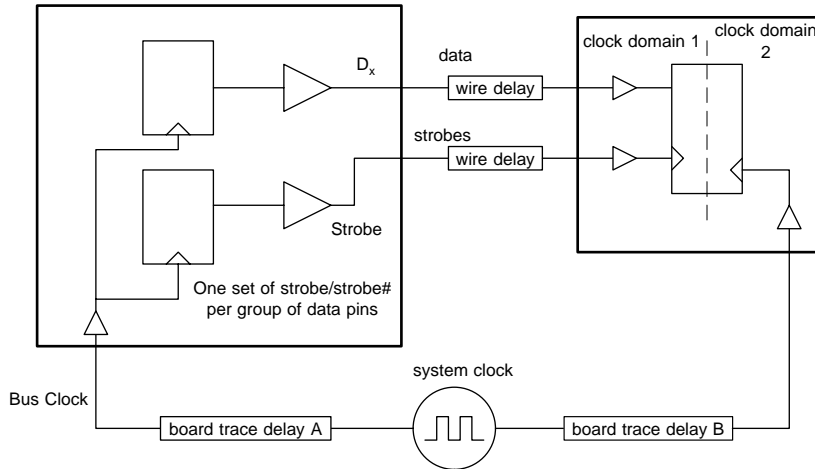 clock domain 1
clock domain
2
D_x
data
wire delay
strobes
wire delay
Strobe
One set of strobe/strobe#
per group of data pins
system clock
Bus Clock
board trace delay A
board trace delay B